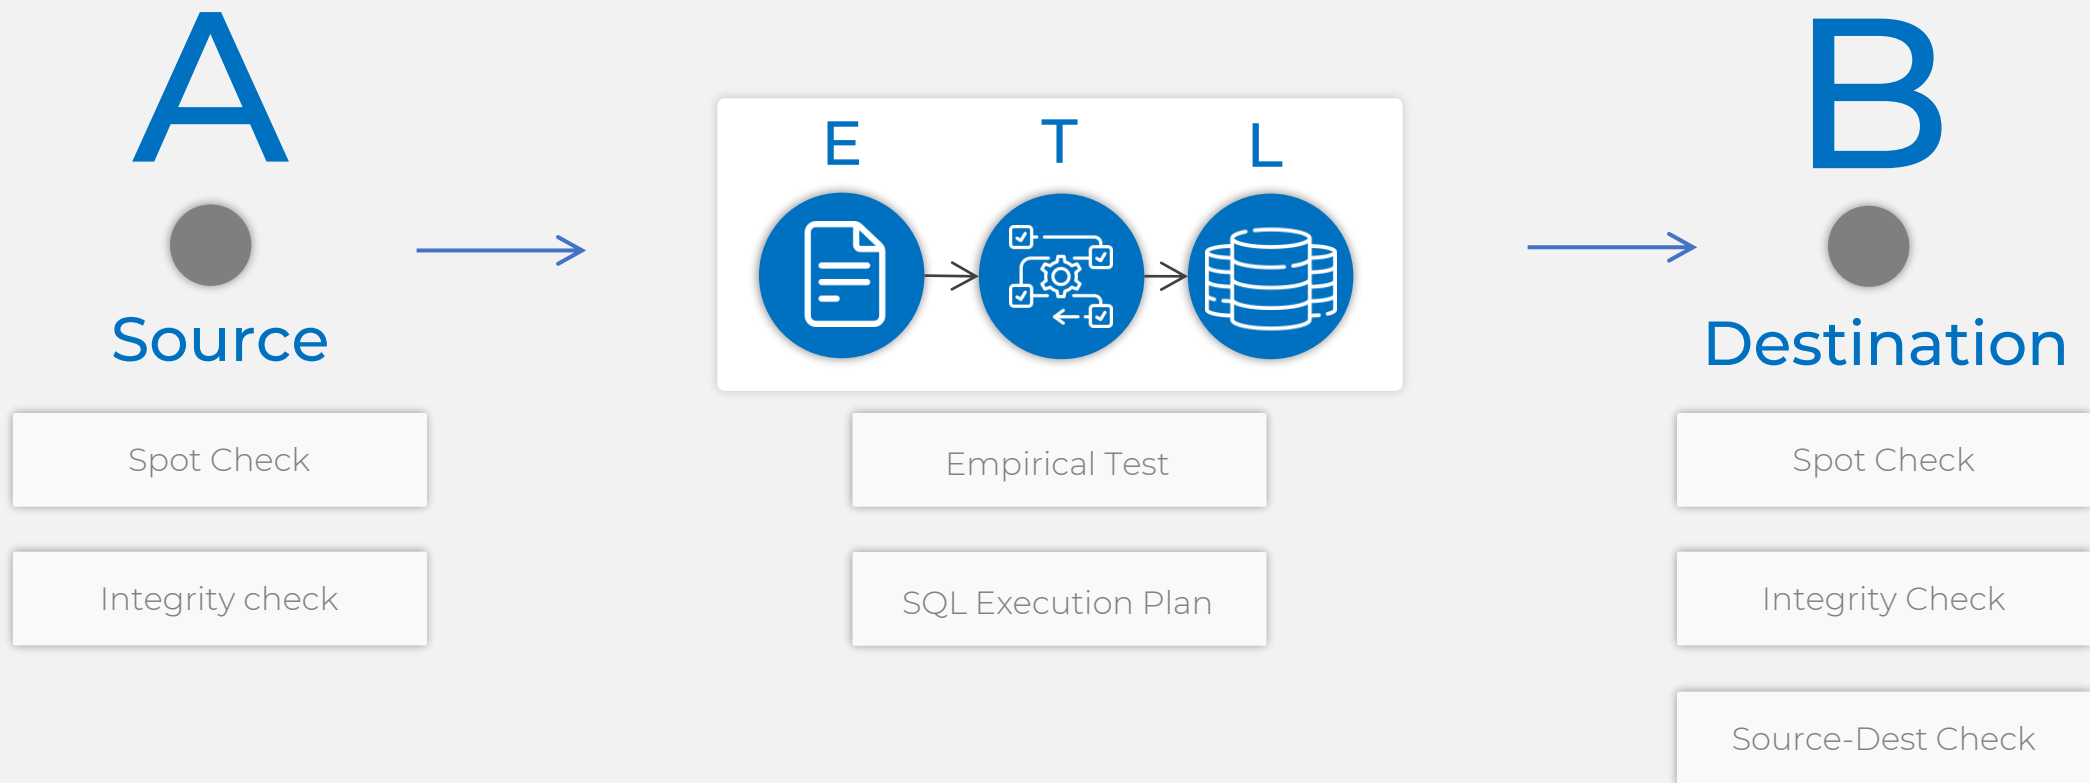 A
Source
Spot Check
Integrity check
E T L
Empirical Test
SQL Execution Plan
B
Destination
Spot Check
Integrity Check
Source-Dest Check